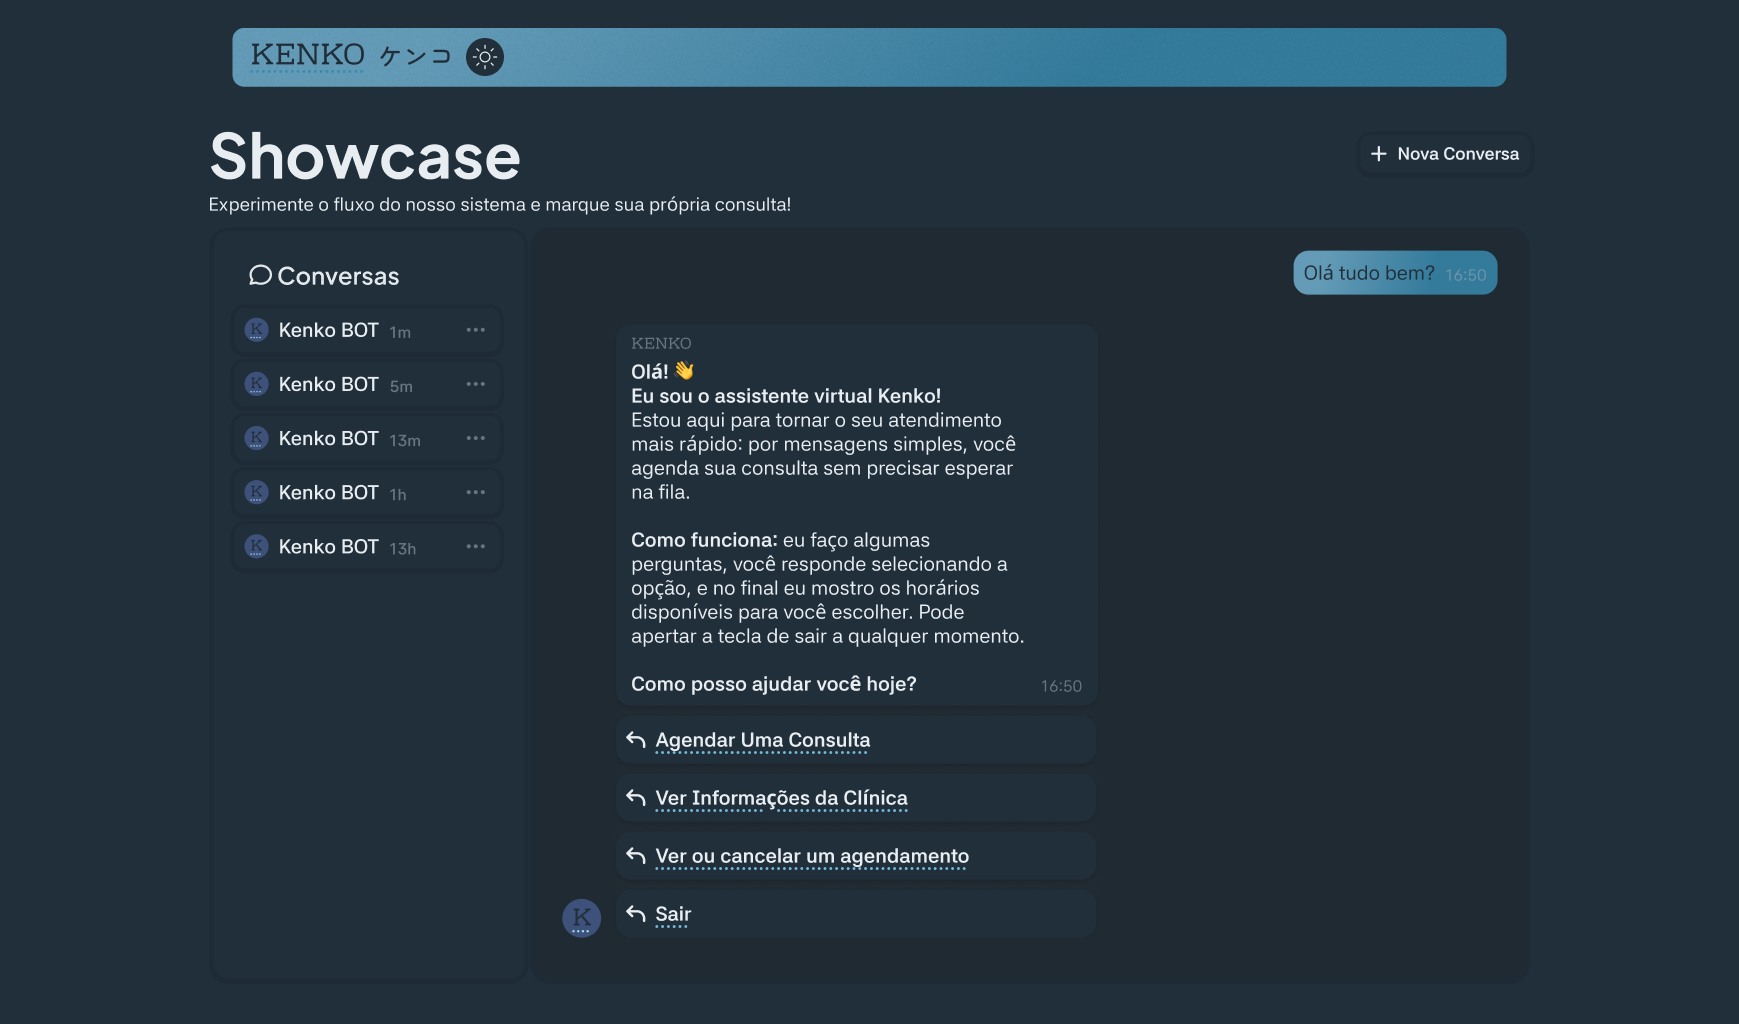 KENKO ケンコ
Showcase
+ Nova Conversa
Experimente o fluxo do nosso sistema e marque sua própria consulta!
Conversas
K Kenko BOT 1m ...
K Kenko BOT 5m ...
K Kenko BOT 13m ...
K Kenko BOT 1h ...
K Kenko BOT 13h ...
Olá tudo bem? 16:50
KENKO
Olá! 👋
Eu sou o assistente virtual Kenko!
Estou aqui para tornar o seu atendimento
mais rápido: por mensagens simples, você
agenda sua consulta sem precisar esperar
na fila.
Como funciona: eu faço algumas
perguntas, você responde selecionando a
opção, e no final eu mostro os horários
disponíveis para você escolher. Pode
apertar a tecla de sair a qualquer momento.
Como posso ajudar você hoje? 16:50
Agendar Uma Consulta
Ver Informações da Clínica
Ver ou cancelar um agendamento
K Sair